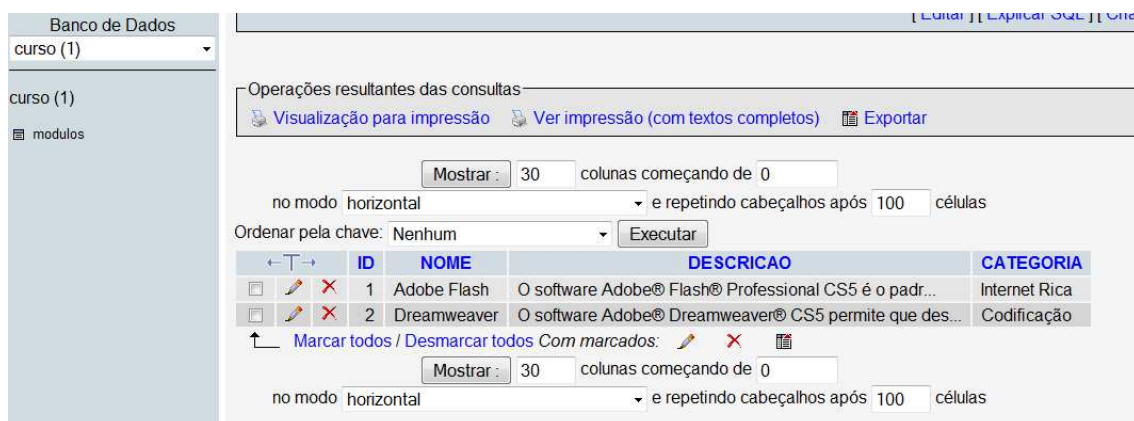 Banco de Dados
curso (1)
curso (1)
modulos
[ Editar ] [ Explicar SQL ] [
Operações resultantes das consultas
Visualização para impressão Ver impressão (com textos completos) Exportar
Mostrar : 30 colunas começando de 0
no modo horizontal e repetindo cabeçalhos após 100 células
Ordenar pela chave: Nenhum Executar
←T→ ID NOME DESCRICAO CATEGORIA
1 Adobe Flash O software Adobe® Flash® Professional CS5 é o padr... Internet Rica
2 Dreamweaver O software Adobe® Dreamweaver® CS5 permite que des... Codificação
Marcar todos / Desmarcar todos Com marcados:
Mostrar : 30 colunas começando de 0
no modo horizontal e repetindo cabeçalhos após 100 células